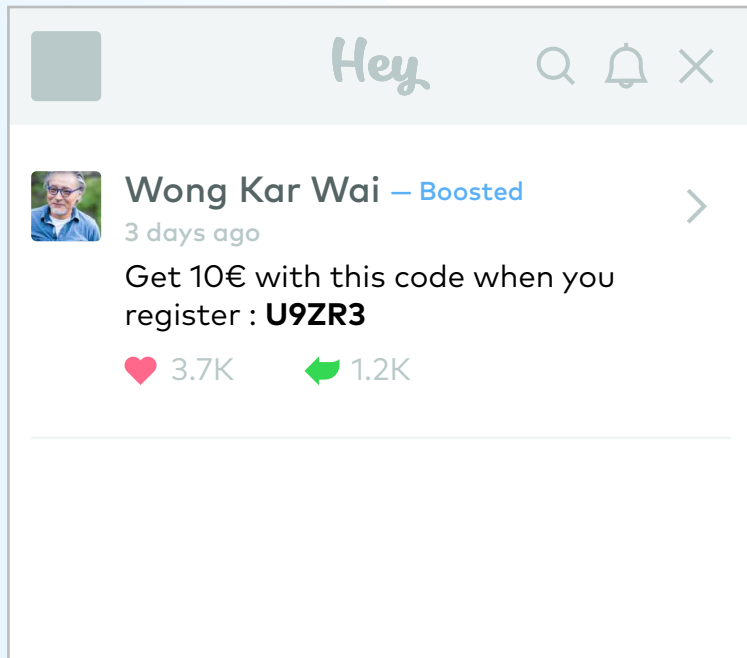 Hey
Wong Kar Wai — Boosted
3 days ago
Get 10€ with this code when you
register : U9ZR3
3.7K 1.2K